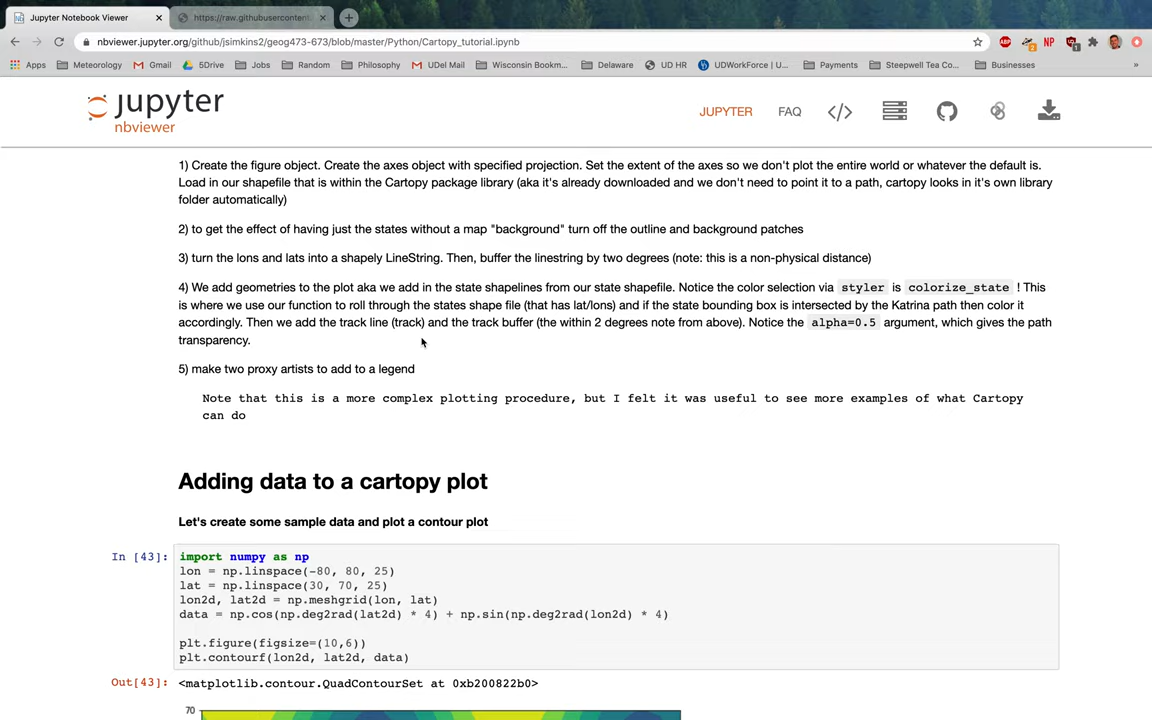 Jupyter Notebook Viewer
https://raw.githubusercontent
nbviewer.jupyter.org/github/jsimkins2/geog473-673/blob/master/Python/Cartopy_tutorial.ipynb
Apps Meteorology Gmail 5Drive Jobs Random Philosophy UDel Mail Wisconsin Bookm... Delaware UD HR UDWorkForce | U... Payments Steepwell Tea Co... Businesses »
jupyter
nbviewer
JUPYTER FAQ </>
1) Create the figure object. Create the axes object with specified projection. Set the extent of the axes so we don't plot the entire world or whatever the default is.
Load in our shapefile that is within the Cartopy package library (aka it's already downloaded and we don't need to point it to a path, cartopy looks in it's own library
folder automatically)
2) to get the effect of having just the states without a map "background" turn off the outline and background patches
3) turn the lons and lats into a shapely LineString. Then, buffer the linestring by two degrees (note: this is a non-physical distance)
4) We add geometries to the plot aka we add in the state shapelines from our state shapefile. Notice the color selection via styler is colorize_state ! This
is where we use our function to roll through the states shape file (that has lat/lons) and if the state bounding box is intersected by the Katrina path then color it
accordingly. Then we add the track line (track) and the track buffer (the within 2 degrees note from above). Notice the alpha=0.5 argument, which gives the path
transparency.
5) make two proxy artists to add to a legend
Note that this is a more complex plotting procedure, but I felt it was useful to see more examples of what Cartopy
can do
Adding data to a cartopy plot
Let's create some sample data and plot a contour plot
In [43]:
import numpy as np
lon = np.linspace(-80, 80, 25)
lat = np.linspace(30, 70, 25)
lon2d, lat2d = np.meshgrid(lon, lat)
data = np.cos(np.deg2rad(lat2d) * 4) + np.sin(np.deg2rad(lon2d) * 4)
plt.figure(figsize=(10,6))
plt.contourf(lon2d, lat2d, data)
Out[43]: <matplotlib.contour.QuadContourSet at 0xb200822b0>
70